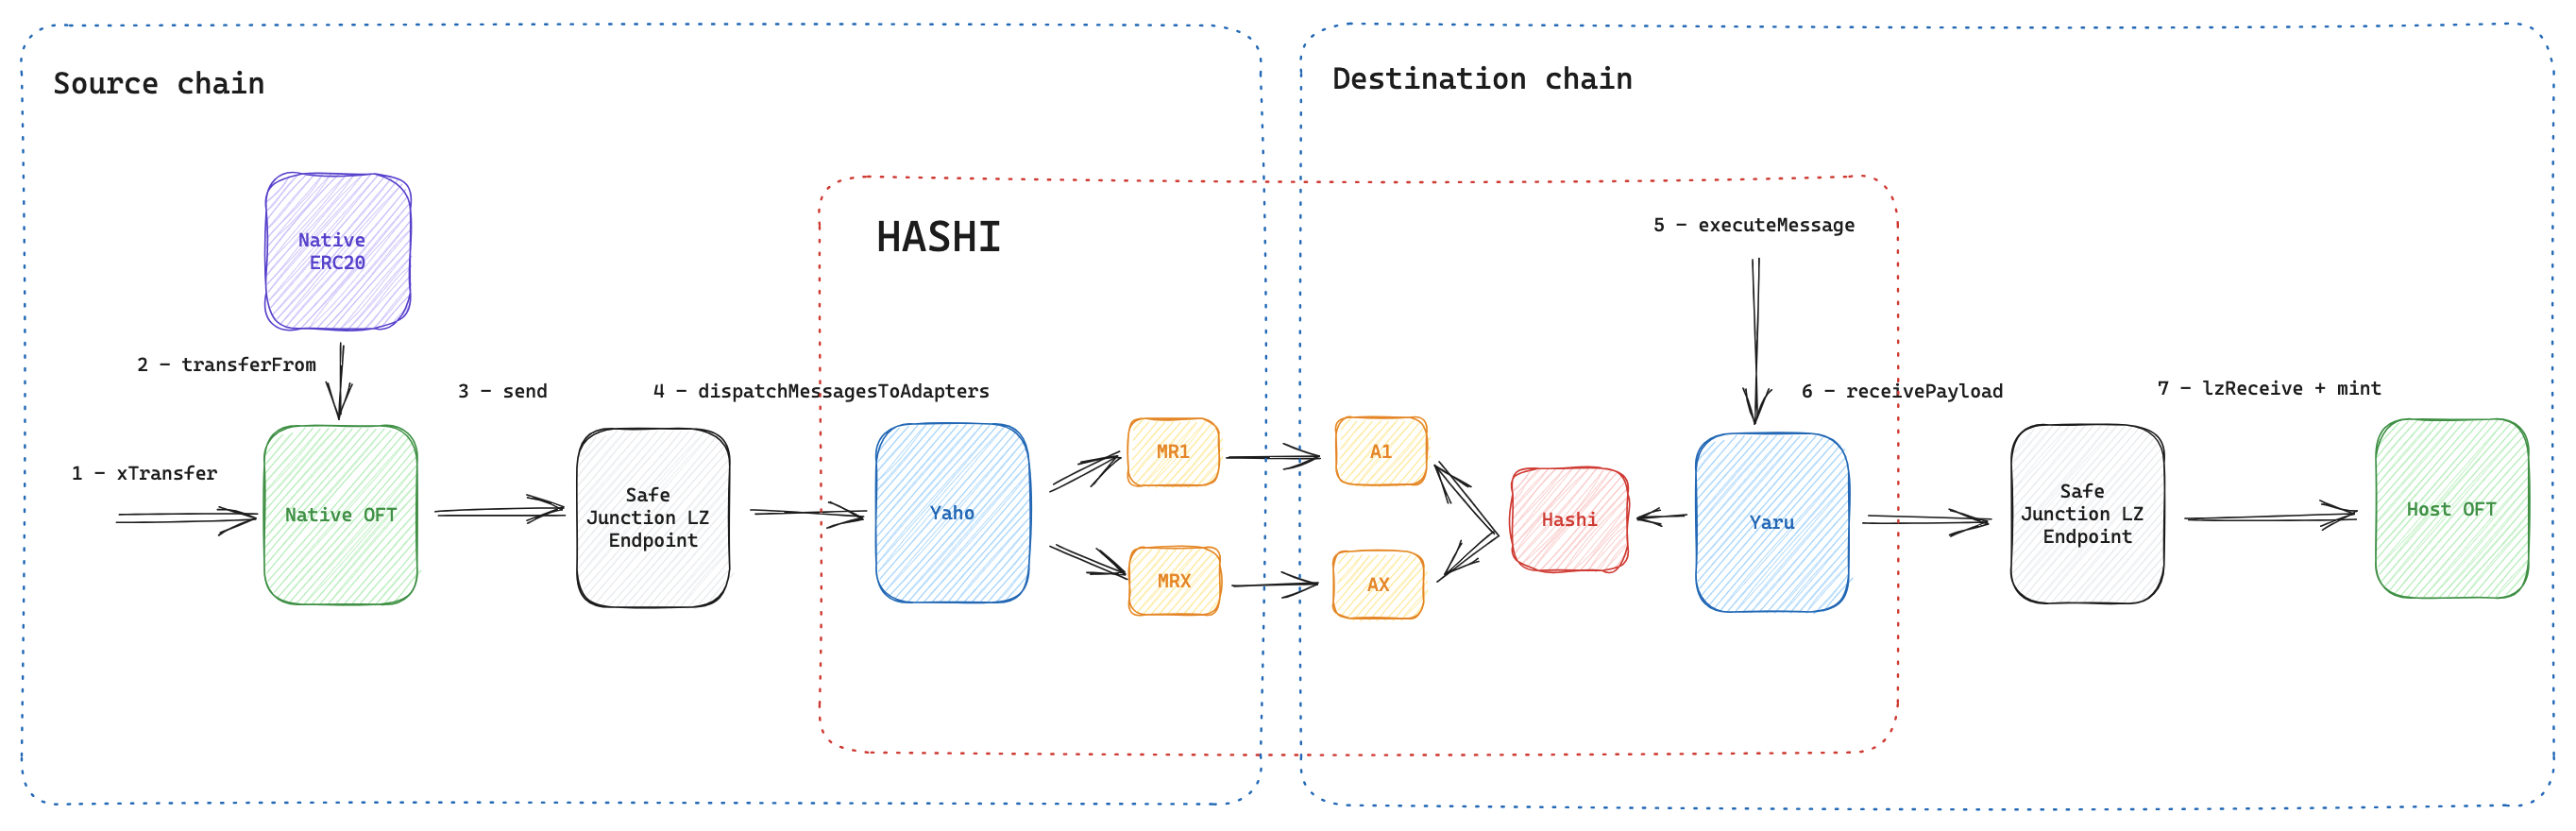 Source chain
Destination chain
HASHI
5 - executeMessage
Native
ERC20
2 - transferFrom
3 - send
4 - dispatchMessagesToAdapters
6 - receivePayload
7 - lzReceive + mint
1 - xTransfer
Native OFT
Safe
Junction LZ
Endpoint
Yaho
MR1
MRX
A1
AX
Hashi
Yaru
Safe
Junction LZ
Endpoint
Host OFT